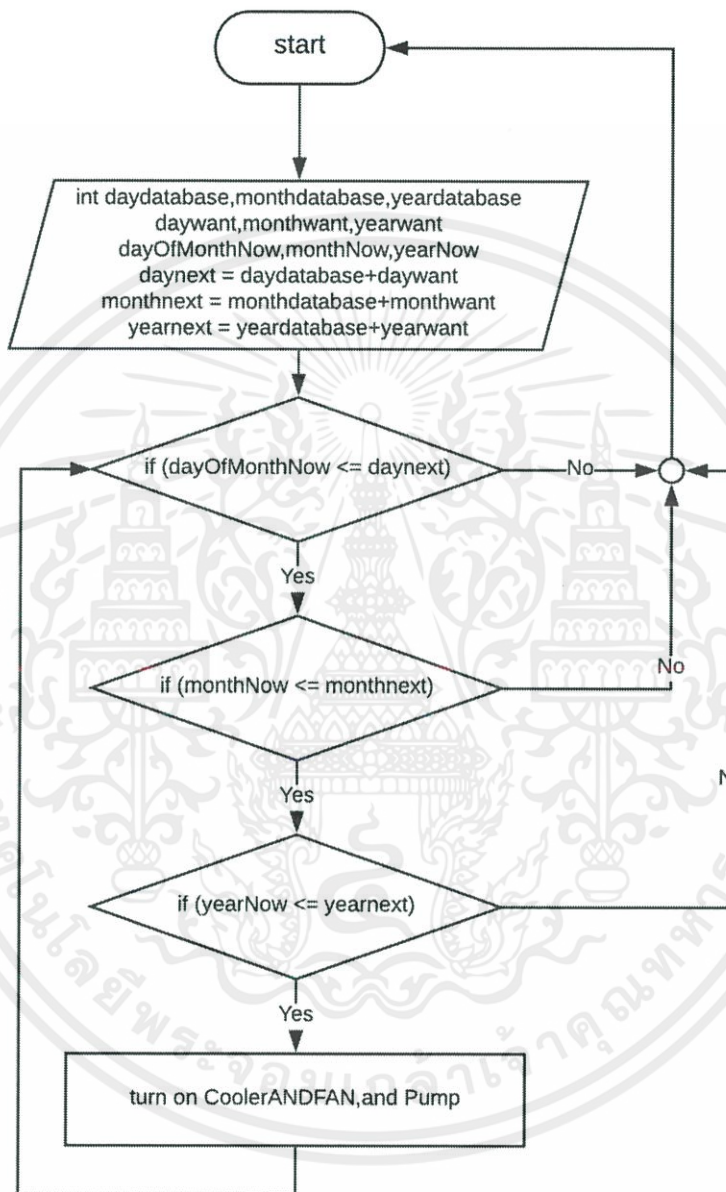 start
int daydatabase,monthdatabase,yeardatabase
daywant,monthwant,yearwant
dayOfMonthNow,monthNow,yearNow
daynext = daydatabase+daywant
monthnext = monthdatabase+monthwant
yearnext = yeardatabase+yearwant
if (dayOfMonthNow <= daynext)
No
Yes
if (monthNow <= monthnext)
No
Yes
if (yearNow <= yearnext)
Yes
turn on CoolerANDFAN,and Pump